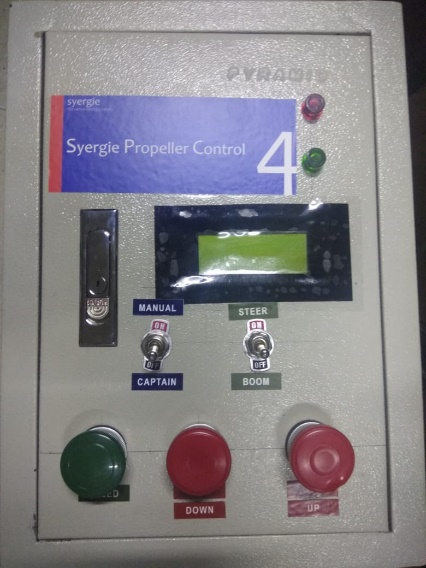 PYRAMID
syergie
Syergie Propeller Control
4
MANUAL
STEER
ON
ON
OFF
OFF
CAPTAIN
BOOM
DOWN
UP